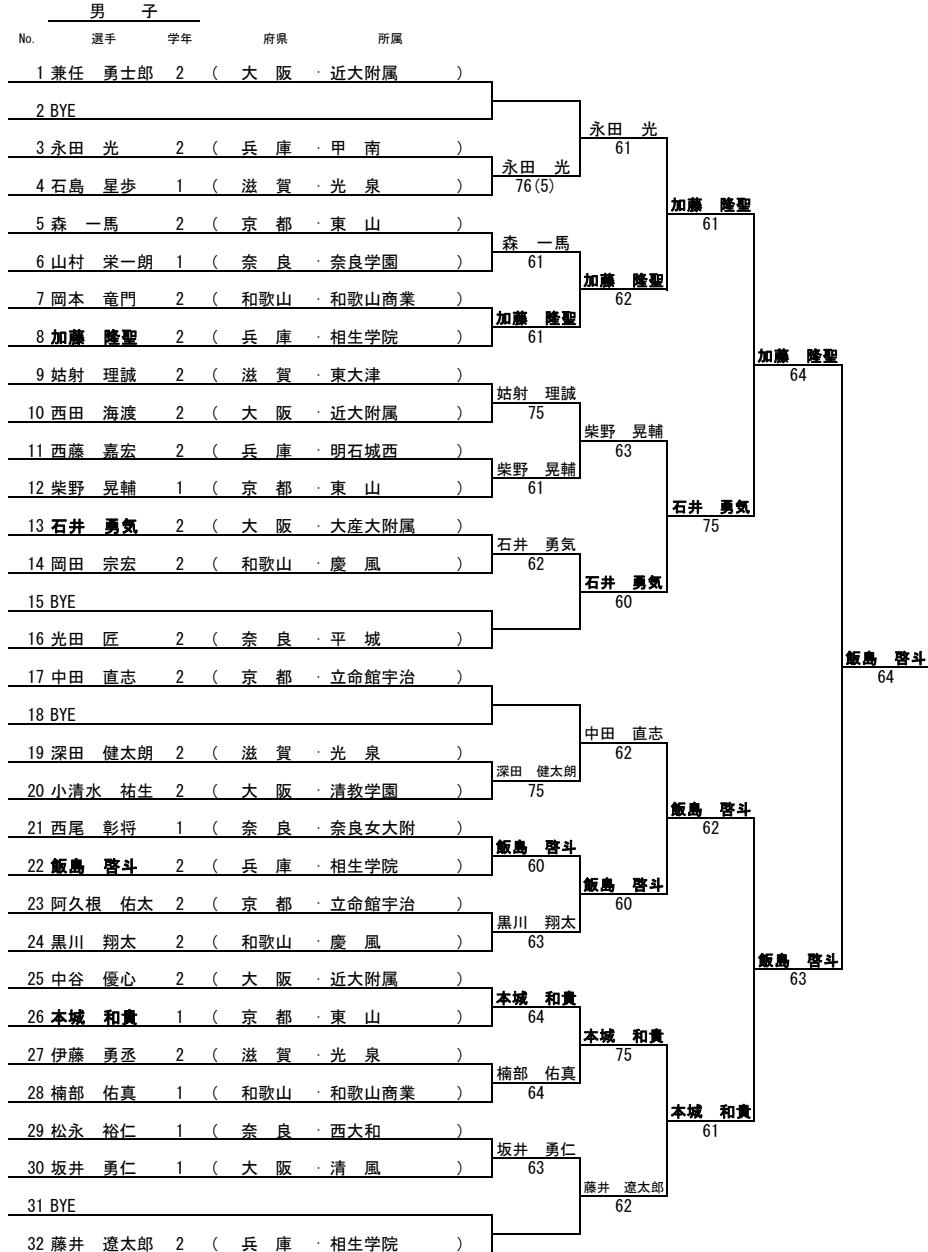 男　子
No.　選手　学年　府県　所属
1 兼任　勇士郎　2　(　大　阪　・　近大附属　)
2 BYE
3 永田　光　2　(　兵　庫　・　甲　南　)
4 石島　星歩　1　(　滋　賀　・　光　泉　)
5 森　一馬　2　(　京　都　・　東　山　)
6 山村　栄一朗　1　(　奈　良　・　奈良学園　)
7 岡本　竜門　2　(　和歌山　・　和歌山商業　)
8 加藤　隆聖　2　(　兵　庫　・　相生学院　)
9 姑射　理誠　2　(　滋　賀　・　東大津　)
10 西田　海渡　2　(　大　阪　・　近大附属　)
11 西藤　嘉宏　2　(　兵　庫　・　明石城西　)
12 柴野　晃輔　1　(　京　都　・　東　山　)
13 石井　勇気　2　(　大　阪　・　大産大附属　)
14 岡田　宗宏　2　(　和歌山　・　慶　風　)
15 BYE
16 光田　匠　2　(　奈　良　・　平　城　)
17 中田　直志　2　(　京　都　・　立命館宇治　)
18 BYE
19 深田　健太朗　2　(　滋　賀　・　光　泉　)
20 小清水　祐生　2　(　大　阪　・　清教学園　)
21 西尾　彰将　1　(　奈　良　・　奈良女大附　)
22 飯島　啓斗　2　(　兵　庫　・　相生学院　)
23 阿久根　佑太　2　(　京　都　・　立命館宇治　)
24 黒川　翔太　2　(　和歌山　・　慶　風　)
25 中谷　優心　2　(　大　阪　・　近大附属　)
26 本城　和貴　1　(　京　都　・　東　山　)
27 伊藤　勇丞　2　(　滋　賀　・　光　泉　)
28 楠部　佑真　1　(　和歌山　・　和歌山商業　)
29 松永　裕仁　1　(　奈　良　・　西大和　)
30 坂井　勇仁　1　(　大　阪　・　清　風　)
31 BYE
32 藤井　遼太郎　2　(　兵　庫　・　相生学院　)
永田　光
76(5)
森　一馬
61
加藤　隆聖
61
姑射　理誠
75
柴野　晃輔
61
石井　勇気
62
深田　健太朗
75
飯島　啓斗
60
黒川　翔太
63
本城　和貴
64
楠部　佑真
64
坂井　勇仁
63
永田　光
61
加藤　隆聖
62
柴野　晃輔
63
石井　勇気
60
中田　直志
62
飯島　啓斗
60
本城　和貴
75
藤井　遼太郎
62
加藤　隆聖
61
石井　勇気
75
飯島　啓斗
62
本城　和貴
61
加藤　隆聖
64
飯島　啓斗
63
飯島　啓斗
64